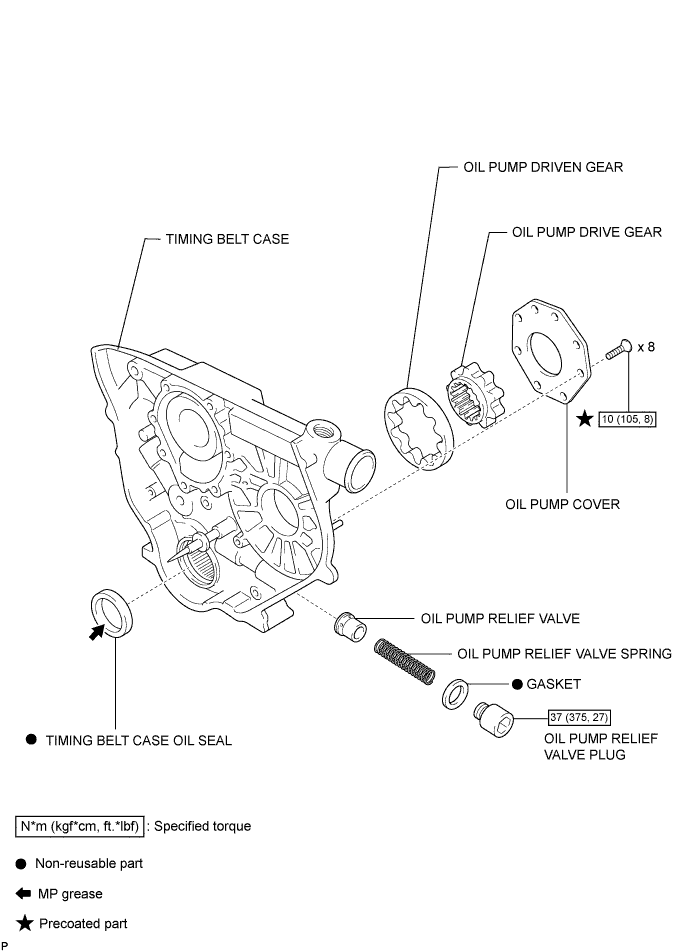 OIL PUMP DRIVEN GEAR
OIL PUMP DRIVE GEAR
TIMING BELT CASE
x 8
10 (105, 8)
OIL PUMP COVER
OIL PUMP RELIEF VALVE
OIL PUMP RELIEF VALVE SPRING
GASKET
37 (375, 27)
OIL PUMP RELIEF
VALVE PLUG
TIMING BELT CASE OIL SEAL
N*m (kgf*cm, ft.*lbf) : Specified torque
Non-reusable part
MP grease
Precoated part
P